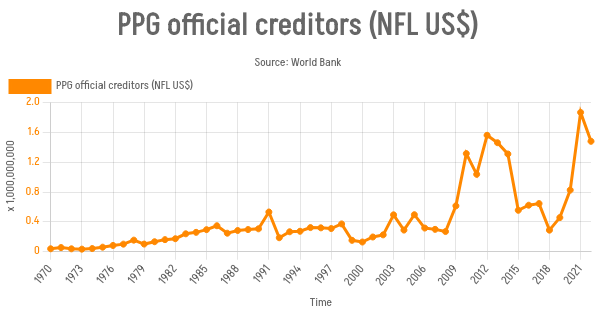 PPG official creditors (NFL US$)
Source: World Bank
PPG official creditors (NFL US$)
2.0
1.6
1.2
0.8
0.4
0
x 1,000,000,000
1970 1973 1976 1979 1982 1985 1988 1991 1994 1997 2000 2003 2006 2009 2012 2015 2018 2021
Time